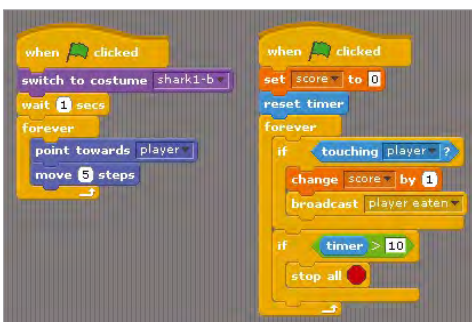 when clicked
switch to costume shark1-b
wait 1 secs
forever
point towards player
move 5 steps
when clicked
set score to 0
reset timer
forever
if touching player ?
change score by 1
broadcast player eaten
if timer > 10
stop all